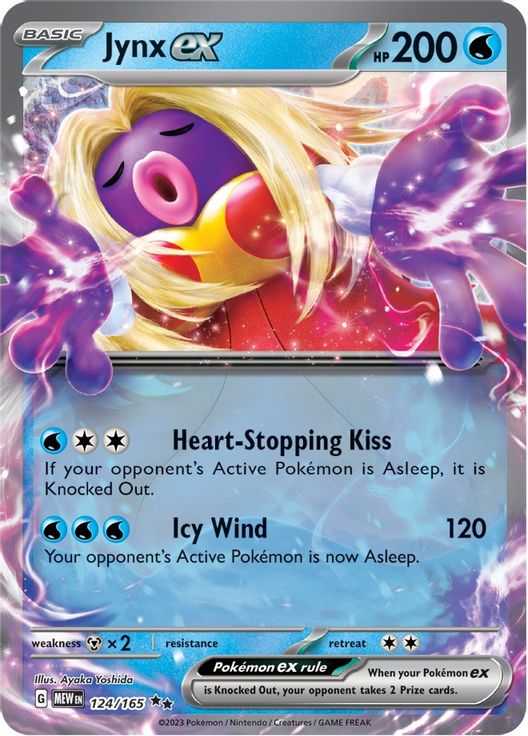 BASIC
Jynx ex
HP 200
Heart-Stopping Kiss
If your opponent's Active Pokémon is Asleep, it is
Knocked Out.
Icy Wind 120
Your opponent's Active Pokémon is now Asleep.
weakness ×2 resistance retreat
Pokémon ex rule When your Pokémon ex
is Knocked Out, your opponent takes 2 Prize cards.
Illus. Ayaka Yoshida
G MEW EN 124/165
©2023 Pokémon / Nintendo / Creatures / GAME FREAK